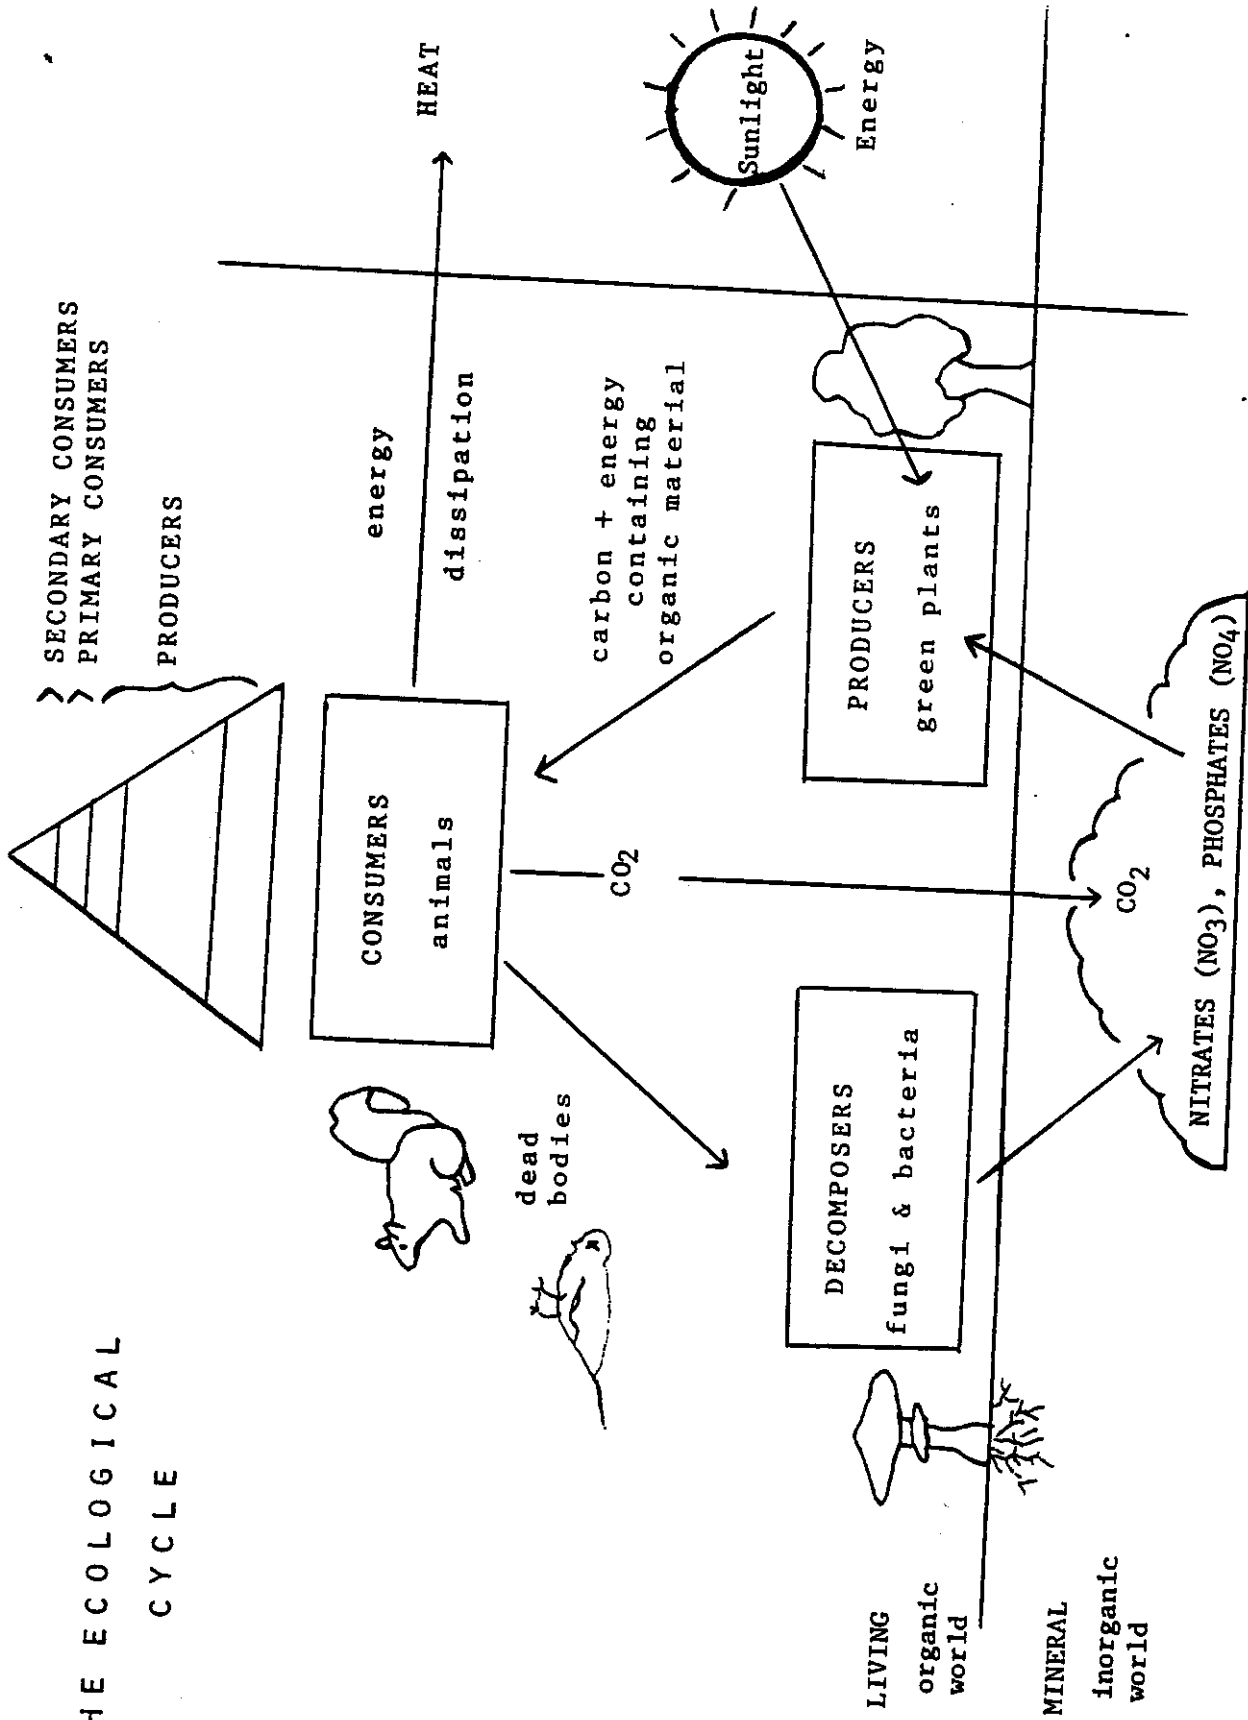 HE ECOLOGICAL
CYCLE
SECONDARY CONSUMERS
PRIMARY CONSUMERS
PRODUCERS
CONSUMERS
animals
energy
dissipation
HEAT
dead
bodies
CO2
carbon + energy
containing
organic material
Sunlight
Energy
DECOMPOSERS
fungi & bacteria
PRODUCERS
green plants
LIVING
organic
world
MINERAL
inorganic
world
CO2
NITRATES (NO3), PHOSPHATES (NO4)